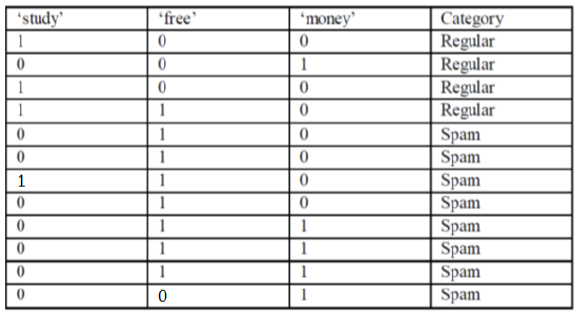 ‘study’ ‘free’ ‘money’ Category
1 0 0 Regular
0 0 1 Regular
1 0 0 Regular
1 1 0 Regular
0 1 0 Spam
0 1 0 Spam
1 1 0 Spam
0 1 0 Spam
0 1 1 Spam
0 1 1 Spam
0 1 1 Spam
0 0 1 Spam